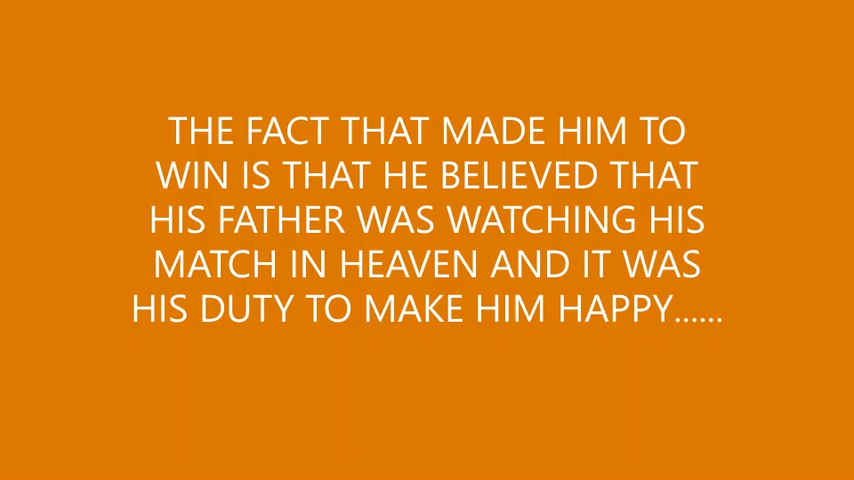 THE FACT THAT MADE HIM TO
WIN IS THAT HE BELIEVED THAT
HIS FATHER WAS WATCHING HIS
MATCH IN HEAVEN AND IT WAS
HIS DUTY TO MAKE HIM HAPPY......